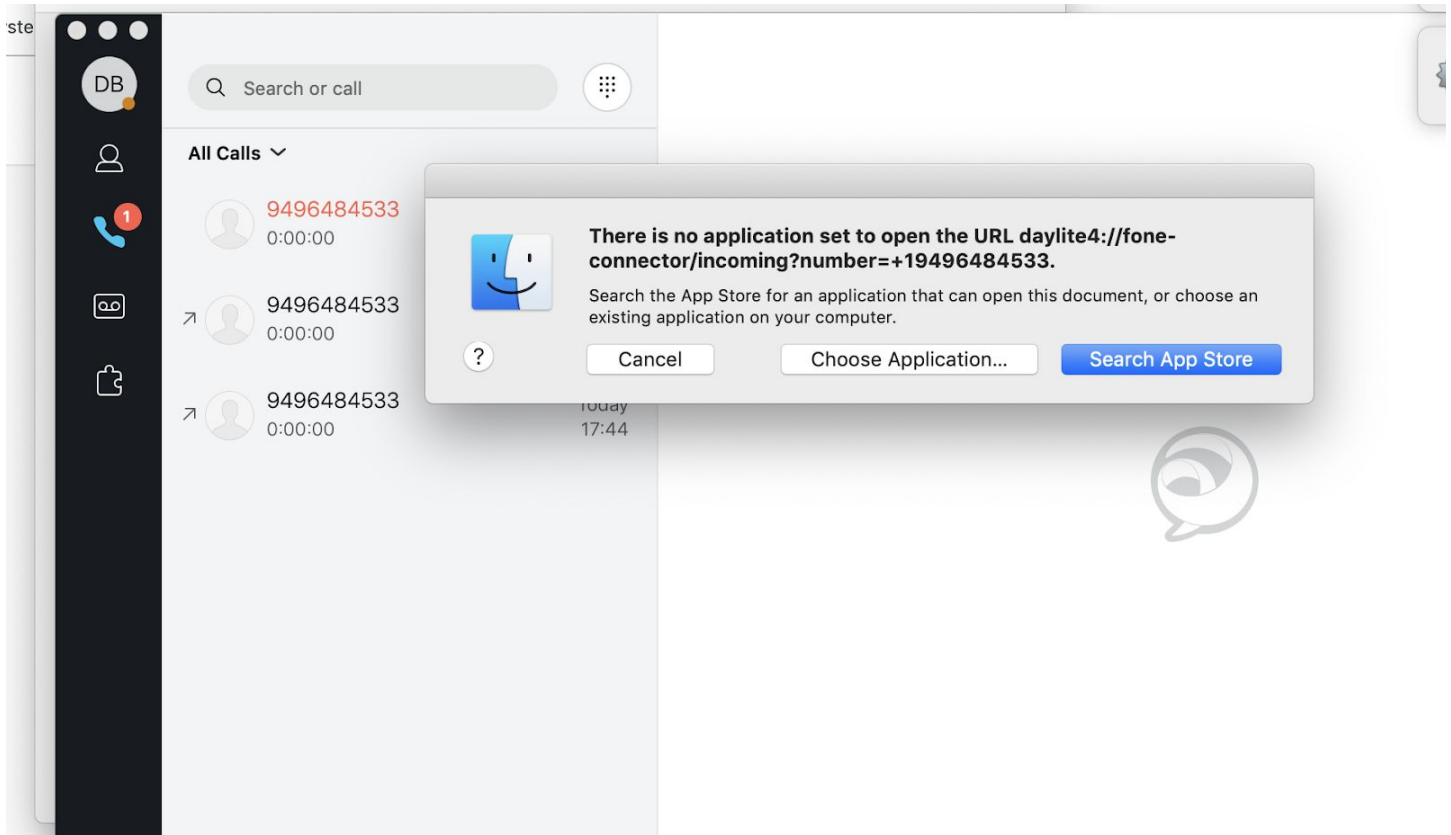 yste
DB
Search or call
All Calls
1
9496484533
0:00:00
9496484533
0:00:00
9496484533
0:00:00
Today
17:44
There is no application set to open the URL daylite4://fone-
connector/incoming?number=+19496484533.
Search the App Store for an application that can open this document, or choose an
existing application on your computer.
?
Cancel
Choose Application...
Search App Store